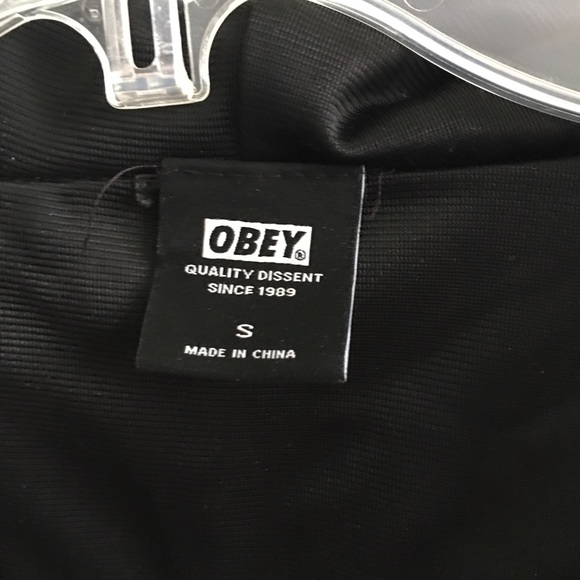 OBEY®
QUALITY DISSENT
SINCE 1989
S
MADE IN CHINA